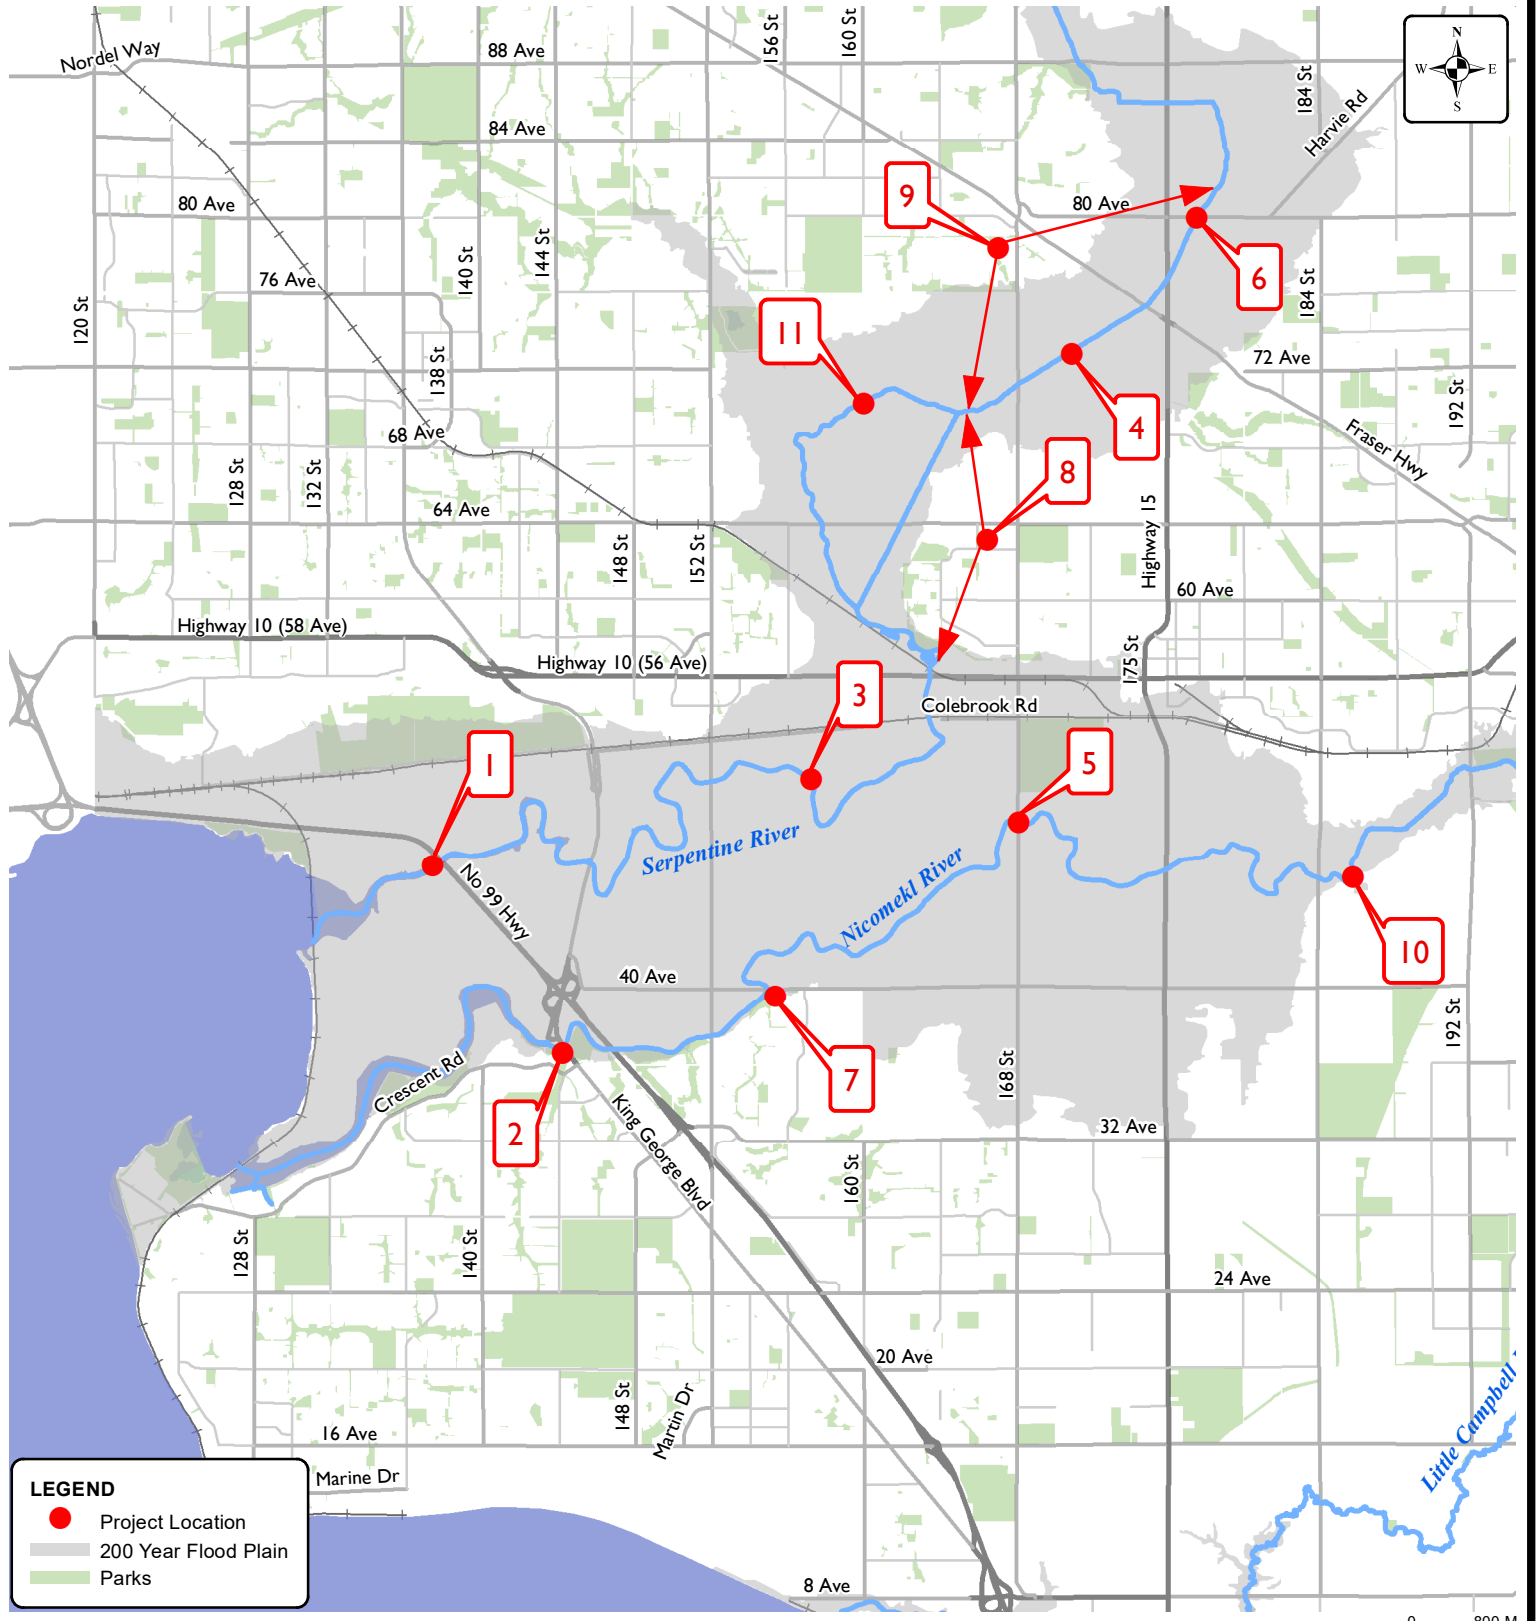 156 St
160 St
N
W E
S
Nordel Way
88 Ave
184 St
Harvie Rd
84 Ave
9
80 Ave
80 Ave
6
140 St
144 St
76 Ave
184 St
120 St
11
138 St
72 Ave
192 St
4
68 Ave
Fraser Hwy
128 St
132 St
8
64 Ave
Highway 15
148 St
152 St
60 Ave
Highway 10 (58 Ave)
Highway 10 (56 Ave)
175 St
3
Colebrook Rd
1
5
Serpentine River
No 99 Hwy
Nicomekl River
10
40 Ave
192 St
Crescent Rd
168 St
7
2
King George Blvd
32 Ave
160 St
128 St
140 St
24 Ave
20 Ave
148 St
Martin Dr
Little Campbell
16 Ave
Marine Dr
LEGEND
Project Location
200 Year Flood Plain
Parks
8 Ave